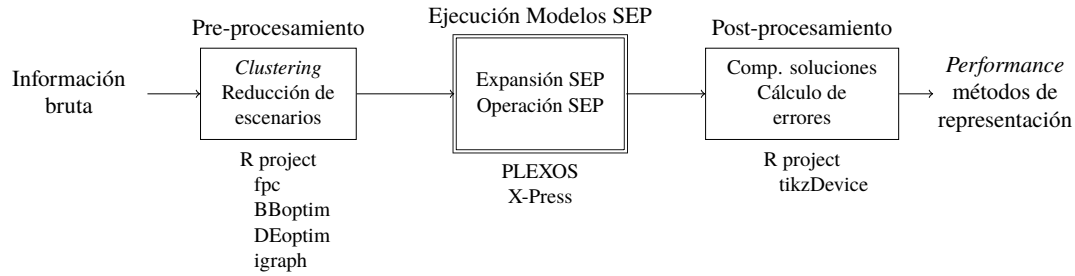 Información
bruta
Pre-procesamiento
Clustering
Reducción de
escenarios
R project
fpc
BBoptim
DEoptim
igraph
Ejecución Modelos SEP
Expansión SEP
Operación SEP
PLEXOS
X-Press
Post-procesamiento
Comp. soluciones
Cálculo de
errores
R project
tikzDevice
Performance
métodos de
representación